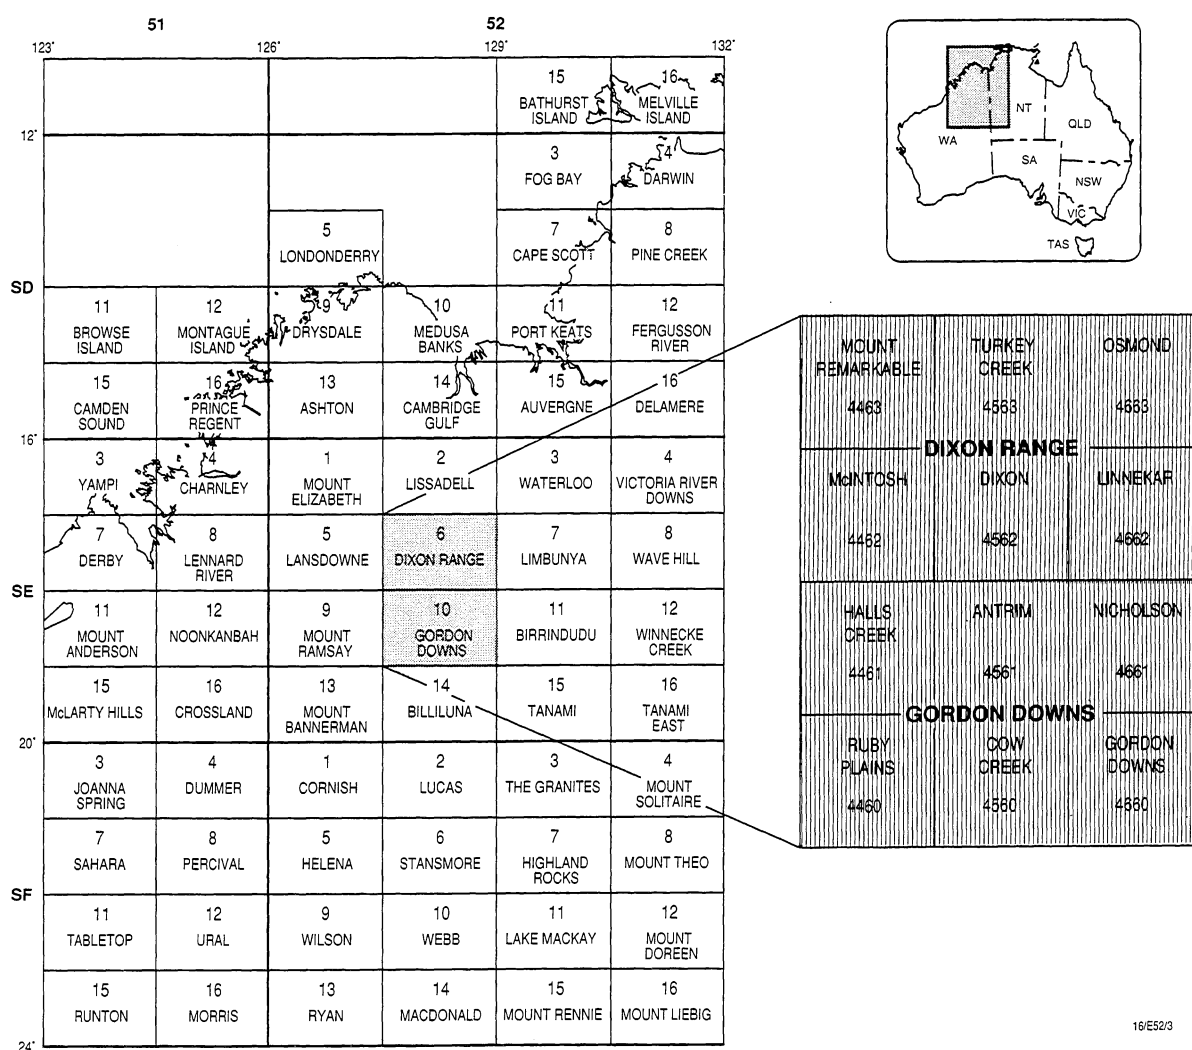 51
52
123°
126°
129°
132°
15
16
BATHURST
ISLAND
MELVILLE
ISLAND
12°
3
4
FOG BAY
DARWIN
5
7
8
LONDONDERRY
CAPE SCOTT
PINE CREEK
SD
11
12
9
10
11
12
BROWSE
ISLAND
MONTAGUE
ISLAND
DRYSDALE
MEDUSA
BANKS
PORT KEATS
FERGUSSON
RIVER
15
16
13
14
15
16
CAMDEN
SOUND
PRINCE
REGENT
ASHTON
CAMBRIDGE
GULF
AUVERGNE
DELAMERE
16°
3
4
1
2
3
4
YAMPI
CHARNLEY
MOUNT
ELIZABETH
LISSADELL
WATERLOO
VICTORIA RIVER
DOWNS
7
8
5
6
7
8
DERBY
LENNARD
RIVER
LANSDOWNE
DIXON RANGE
LIMBUNYA
WAVE HILL
SE
11
12
9
10
11
12
MOUNT
ANDERSON
NOONKANBAH
MOUNT
RAMSAY
GORDON
DOWNS
BIRRINDUDU
WINNECKE
CREEK
15
16
13
14
15
16
McLARTY HILLS
CROSSLAND
MOUNT
BANNERMAN
BILLILUNA
TANAMI
TANAMI
EAST
20°
3
4
1
2
3
4
JOANNA
SPRING
DUMMER
CORNISH
LUCAS
THE GRANITES
MOUNT
SOLITAIRE
7
8
5
6
7
8
SAHARA
PERCIVAL
HELENA
STANSMORE
HIGHLAND
ROCKS
MOUNT THEO
SF
11
12
9
10
11
12
TABLETOP
URAL
WILSON
WEBB
LAKE MACKAY
MOUNT
DOREEN
15
16
13
14
15
16
RUNTON
MORRIS
RYAN
MACDONALD
MOUNT RENNIE
MOUNT LIEBIG
24°
NT
QLD
WA
SA
NSW
VIC
TAS
MOUNT
REMARKABLE
4463
TURKEY
CREEK
4563
OSMOND
4663
DIXON RANGE
McINTOSH
4462
DIXON
4562
LINNEKAR
4662
HALLS
CREEK
4461
ANTRIM
4561
NICHOLSON
4661
GORDON DOWNS
RUBY
PLAINS
4460
COW
CREEK
4560
GORDON
DOWNS
4660
16/E52/3